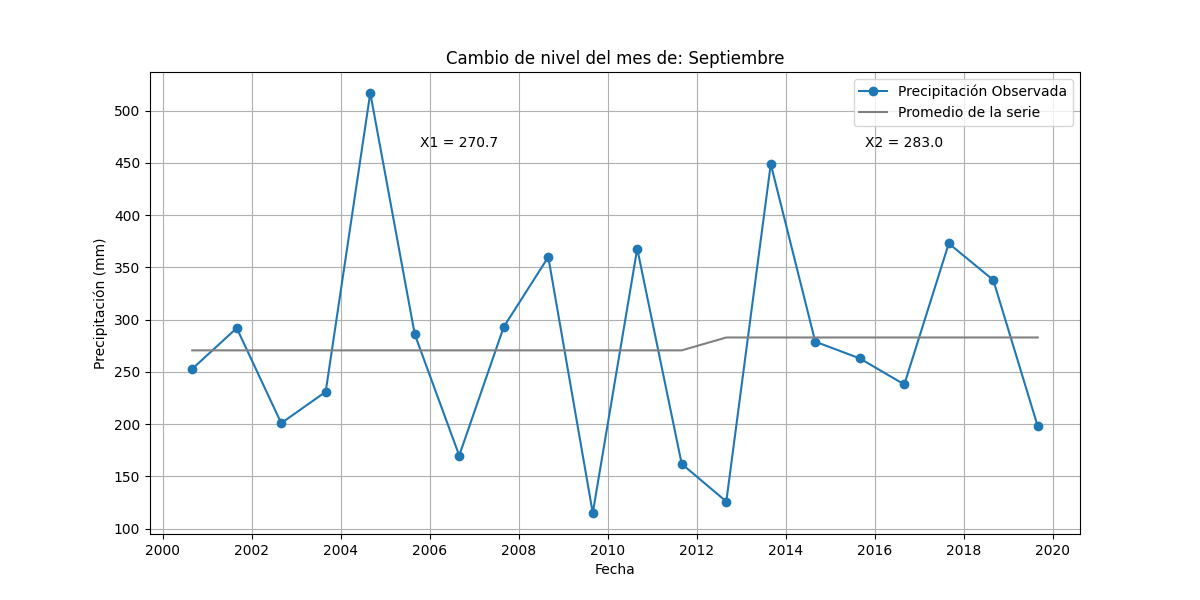 Cambio de nivel del mes de: Septiembre
Precipitación Observada
Promedio de la serie
X1 = 270.7
X2 = 283.0
Precipitación (mm)
500
450
400
350
300
250
200
150
100
2000 2002 2004 2006 2008 2010 2012 2014 2016 2018 2020
Fecha